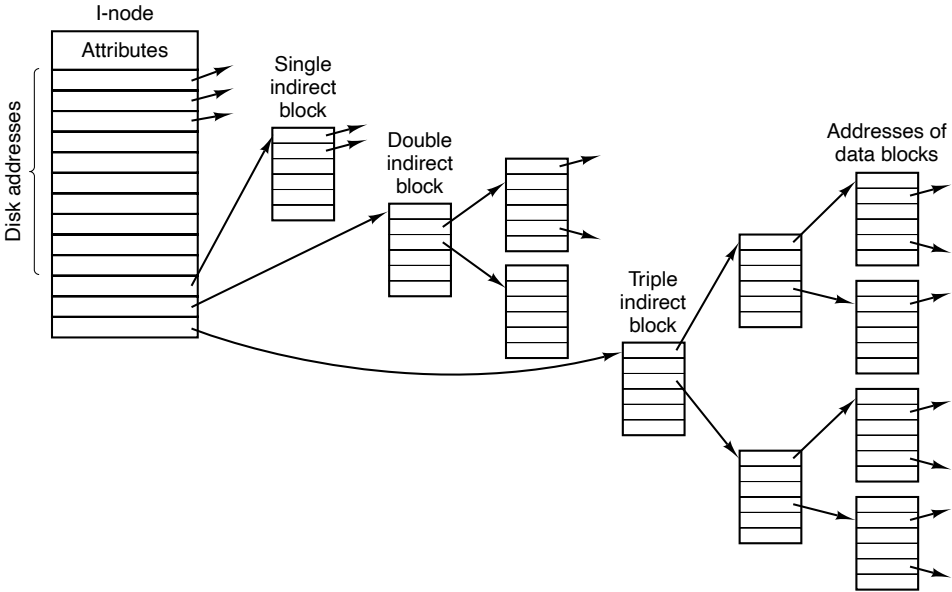 I-node
Attributes
Disk addresses
Single
indirect
block
Double
indirect
block
Triple
indirect
block
Addresses of
data blocks